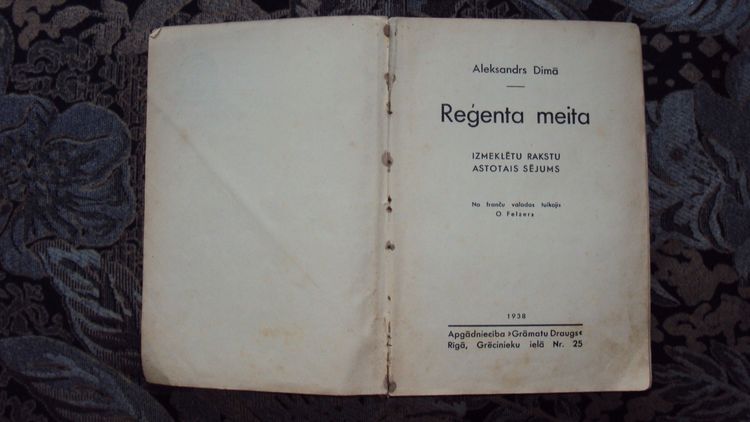 Aleksandrs Dimā
Reģenta meita
IZMEKLĒTU RAKSTU
ASTOTAIS SĒJUMS
No franču valodas tulkojis
O Felzers
1938
Apgādniecība ›Grāmatu Draugs‹
Rīgā, Grēcinieku ielā Nr. 25